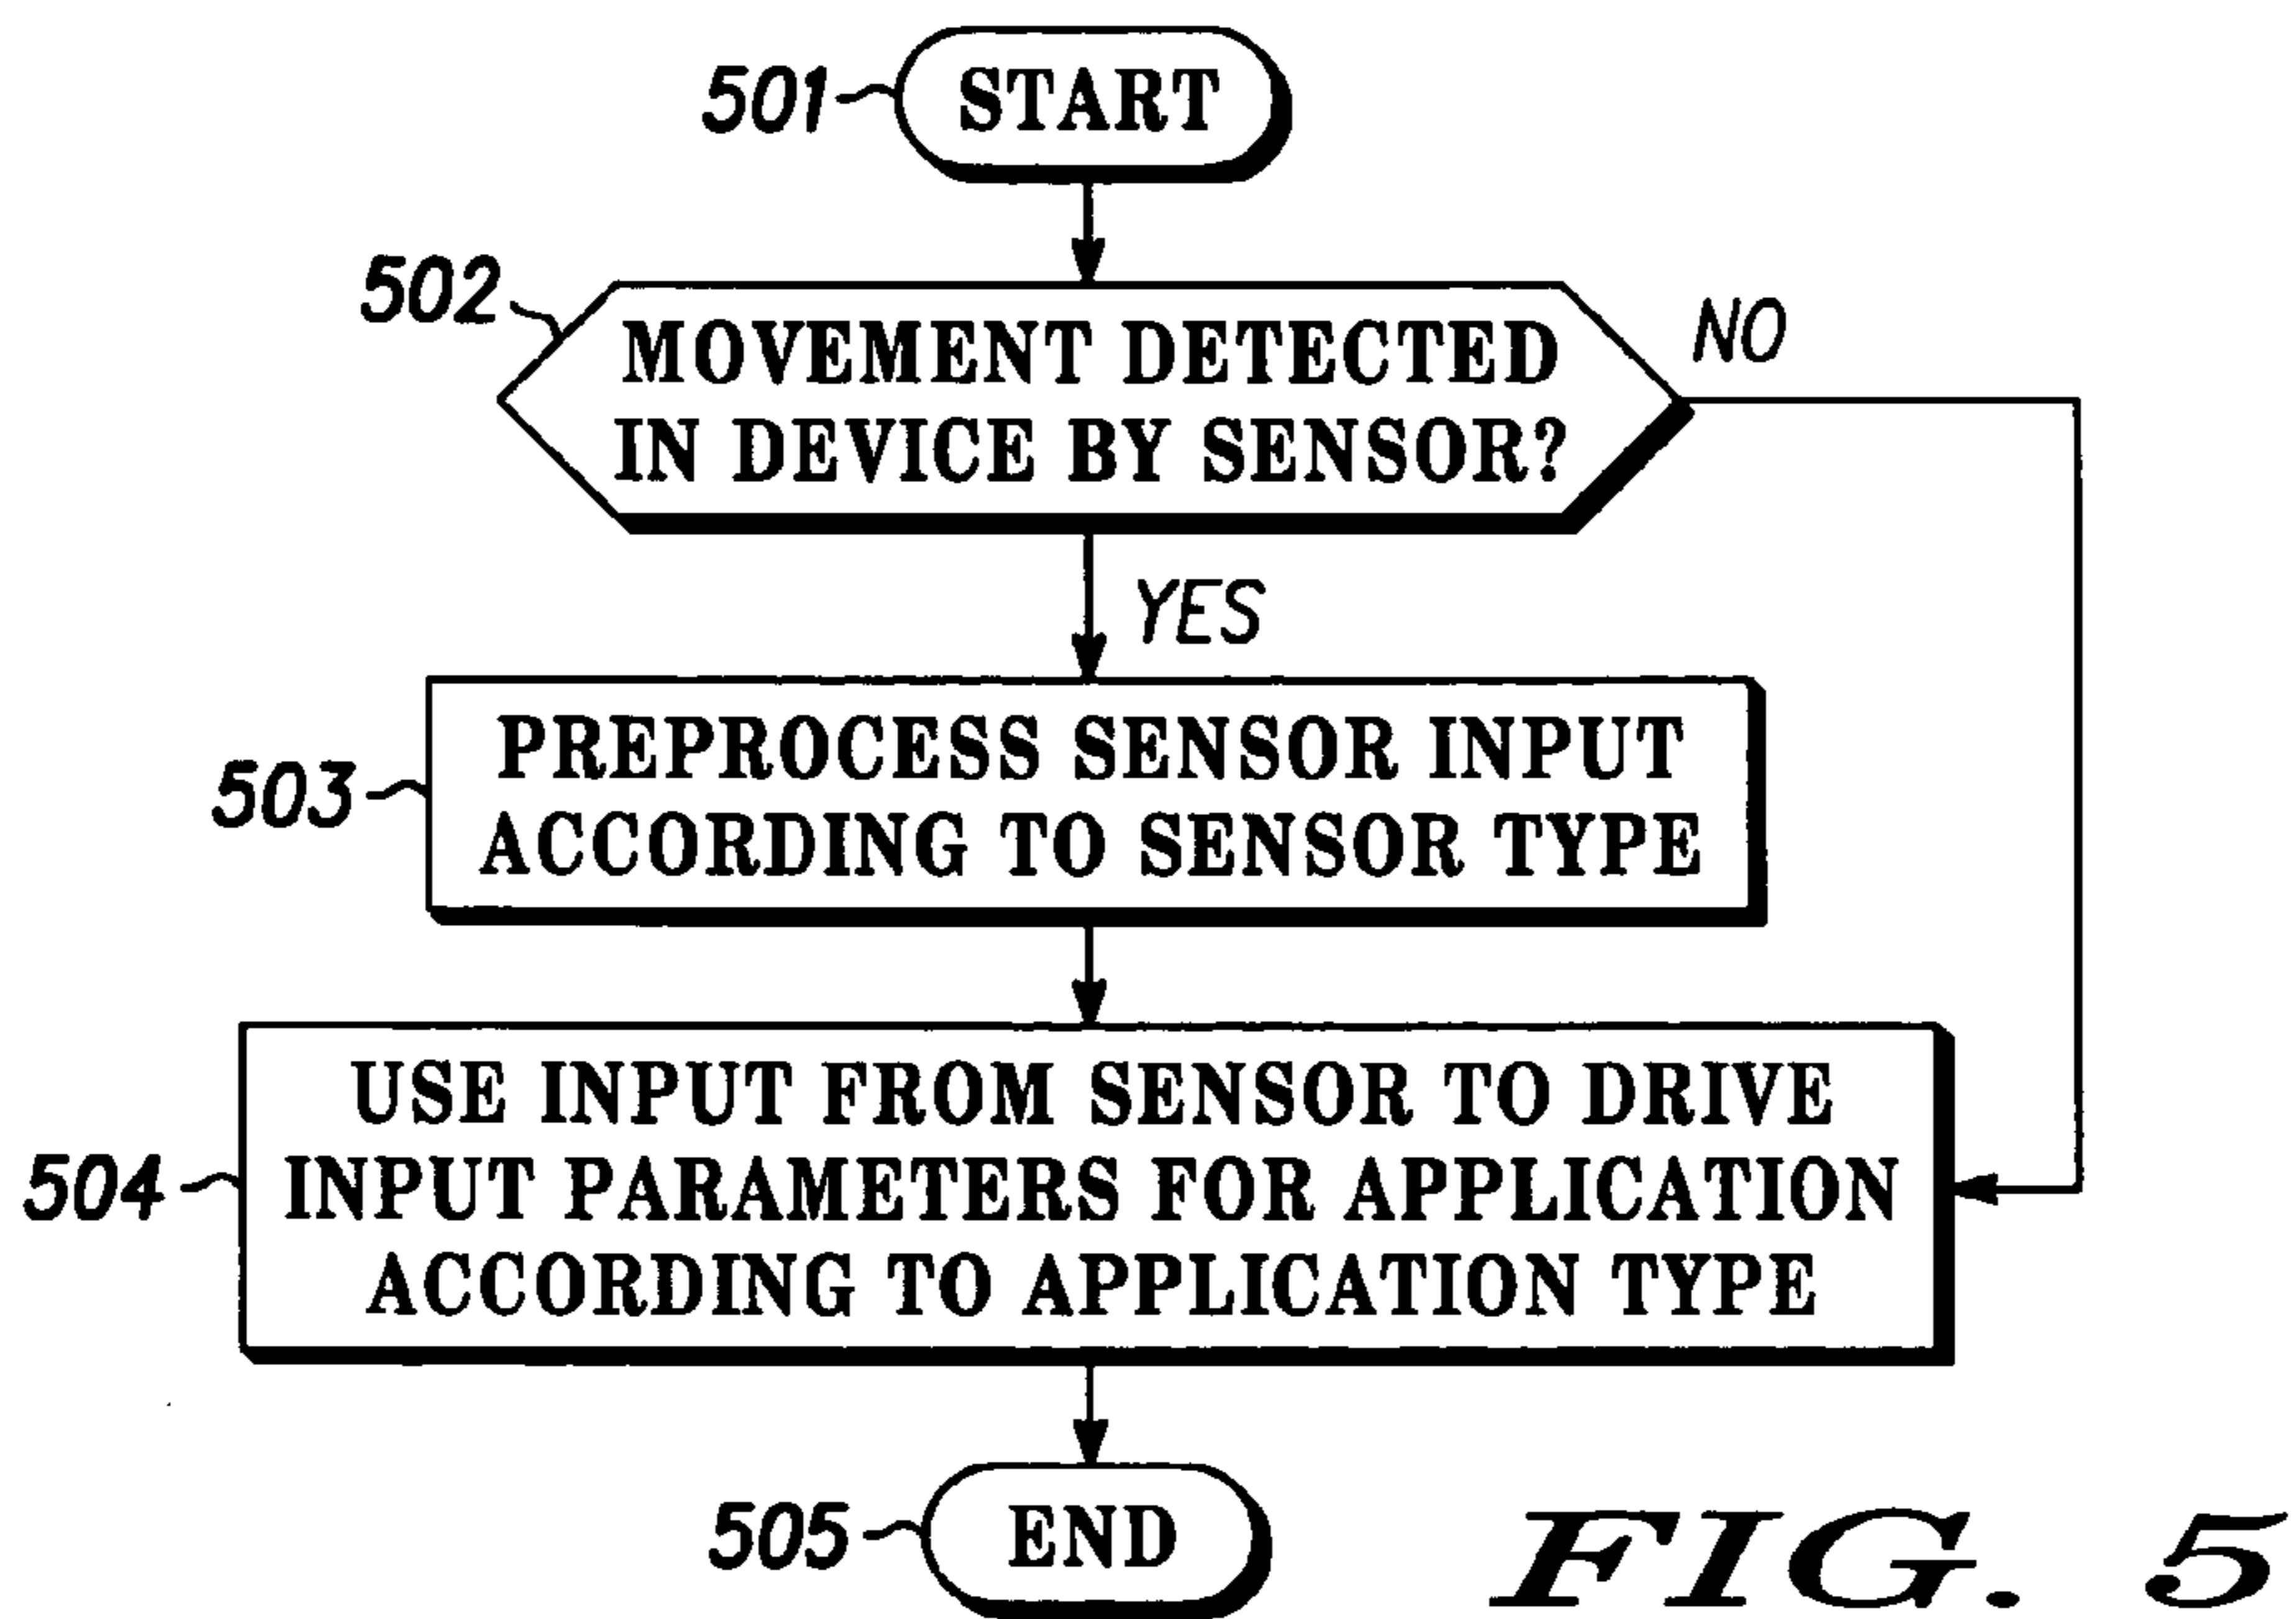 501
START
502
MOVEMENT DETECTED
IN DEVICE BY SENSOR?
NO
YES
503
PREPROCESS SENSOR INPUT
ACCORDING TO SENSOR TYPE
504
USE INPUT FROM SENSOR TO DRIVE
INPUT PARAMETERS FOR APPLICATION
ACCORDING TO APPLICATION TYPE
505
END
FIG. 5